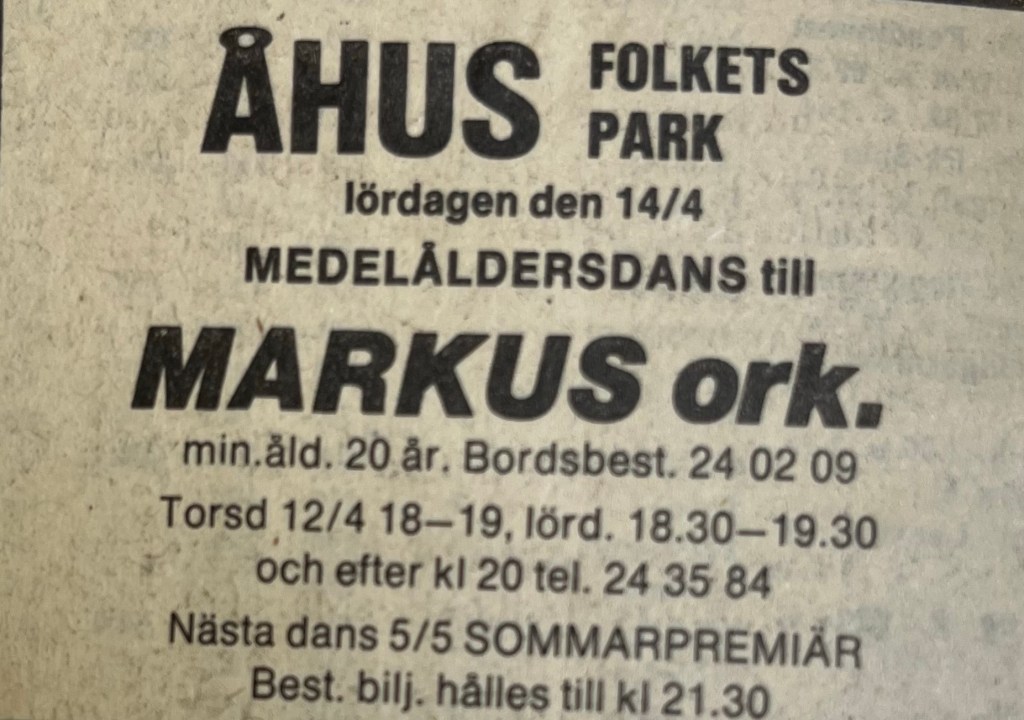 ÅHUS FOLKETS PARK
lördagen den 14/4
MEDELÅLDERSDANS till
MARKUS ork.
min.åld. 20 år. Bordsbest. 24 02 09
Torsd 12/4 18–19, lörd. 18.30–19.30
och efter kl 20 tel. 24 35 84
Nästa dans 5/5 SOMMARPREMIÄR
Best. bilj. hålles till kl 21.30